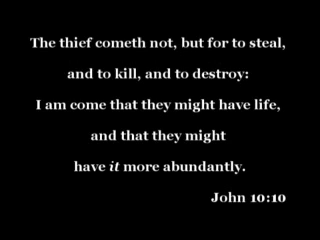 The thief cometh not, but for to steal,
and to kill, and to destroy:
I am come that they might have life,
and that they might
have it more abundantly.
John 10:10